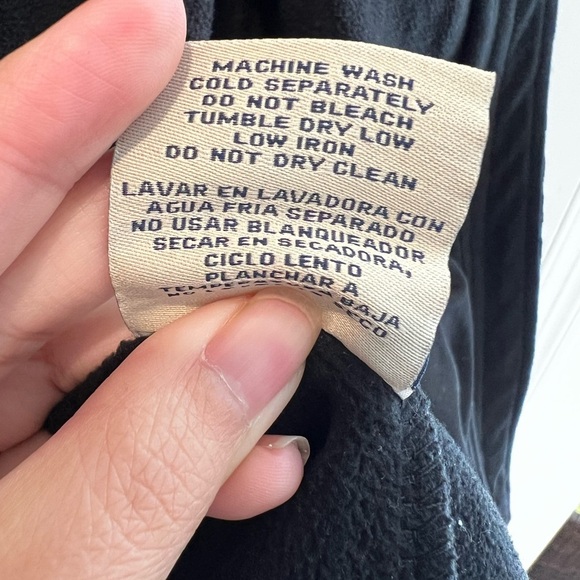 MACHINE WASH
COLD SEPARATELY
DO NOT BLEACH
TUMBLE DRY LOW
LOW IRON
DO NOT DRY CLEAN
LAVAR EN LAVADORA CON
AGUA FRIA SEPARADO
NO USAR BLANQUEADOR
SECAR EN SECADORA,
CICLO LENTO
PLANCHAR A
BAJA